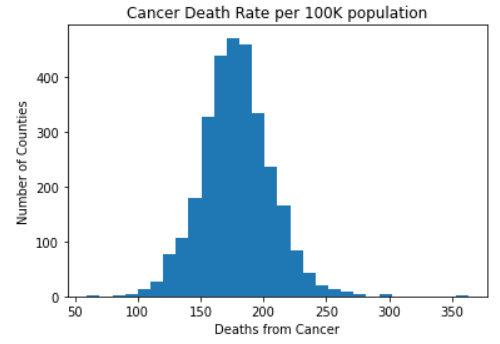 Cancer Death Rate per 100K population
Number of Counties
400
300
200
100
0
50 100 150 200 250 300 350
Deaths from Cancer